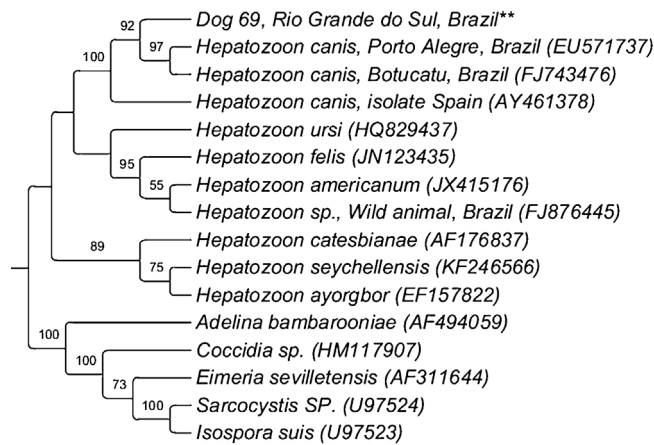 Dog 69, Rio Grande do Sul, Brazil**
92
97
Hepatozoon canis, Porto Alegre, Brazil (EU571737)
100
Hepatozoon canis, Botucatu, Brazil (FJ743476)
Hepatozoon canis, isolate Spain (AY461378)
Hepatozoon ursi (HQ829437)
95
Hepatozoon felis (JN123435)
55
Hepatozoon americanum (JX415176)
Hepatozoon sp., Wild animal, Brazil (FJ876445)
89
Hepatozoon catesbianae (AF176837)
75
Hepatozoon seychellensis (KF246566)
Hepatozoon ayorgbor (EF157822)
100
Adelina bambarooniae (AF494059)
100
Coccidia sp. (HM117907)
73
Eimeria sevilletensis (AF311644)
100
Sarcocystis SP. (U97524)
Isospora suis (U97523)